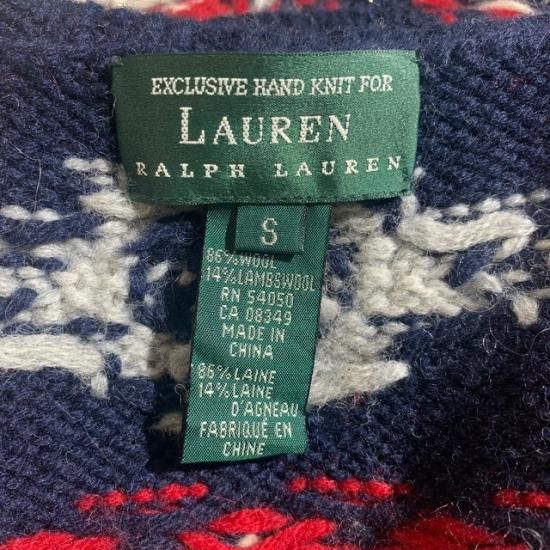 EXCLUSIVE HAND KNIT FOR
LAUREN
RALPH LAUREN
S
86%WOOL
14%LAMBSWOOL
RN 54050
CA 08349
MADE IN
CHINA
86%LAINE
14%LAINE
D'AGNEAU
FABRIQUÉ EN
CHINE